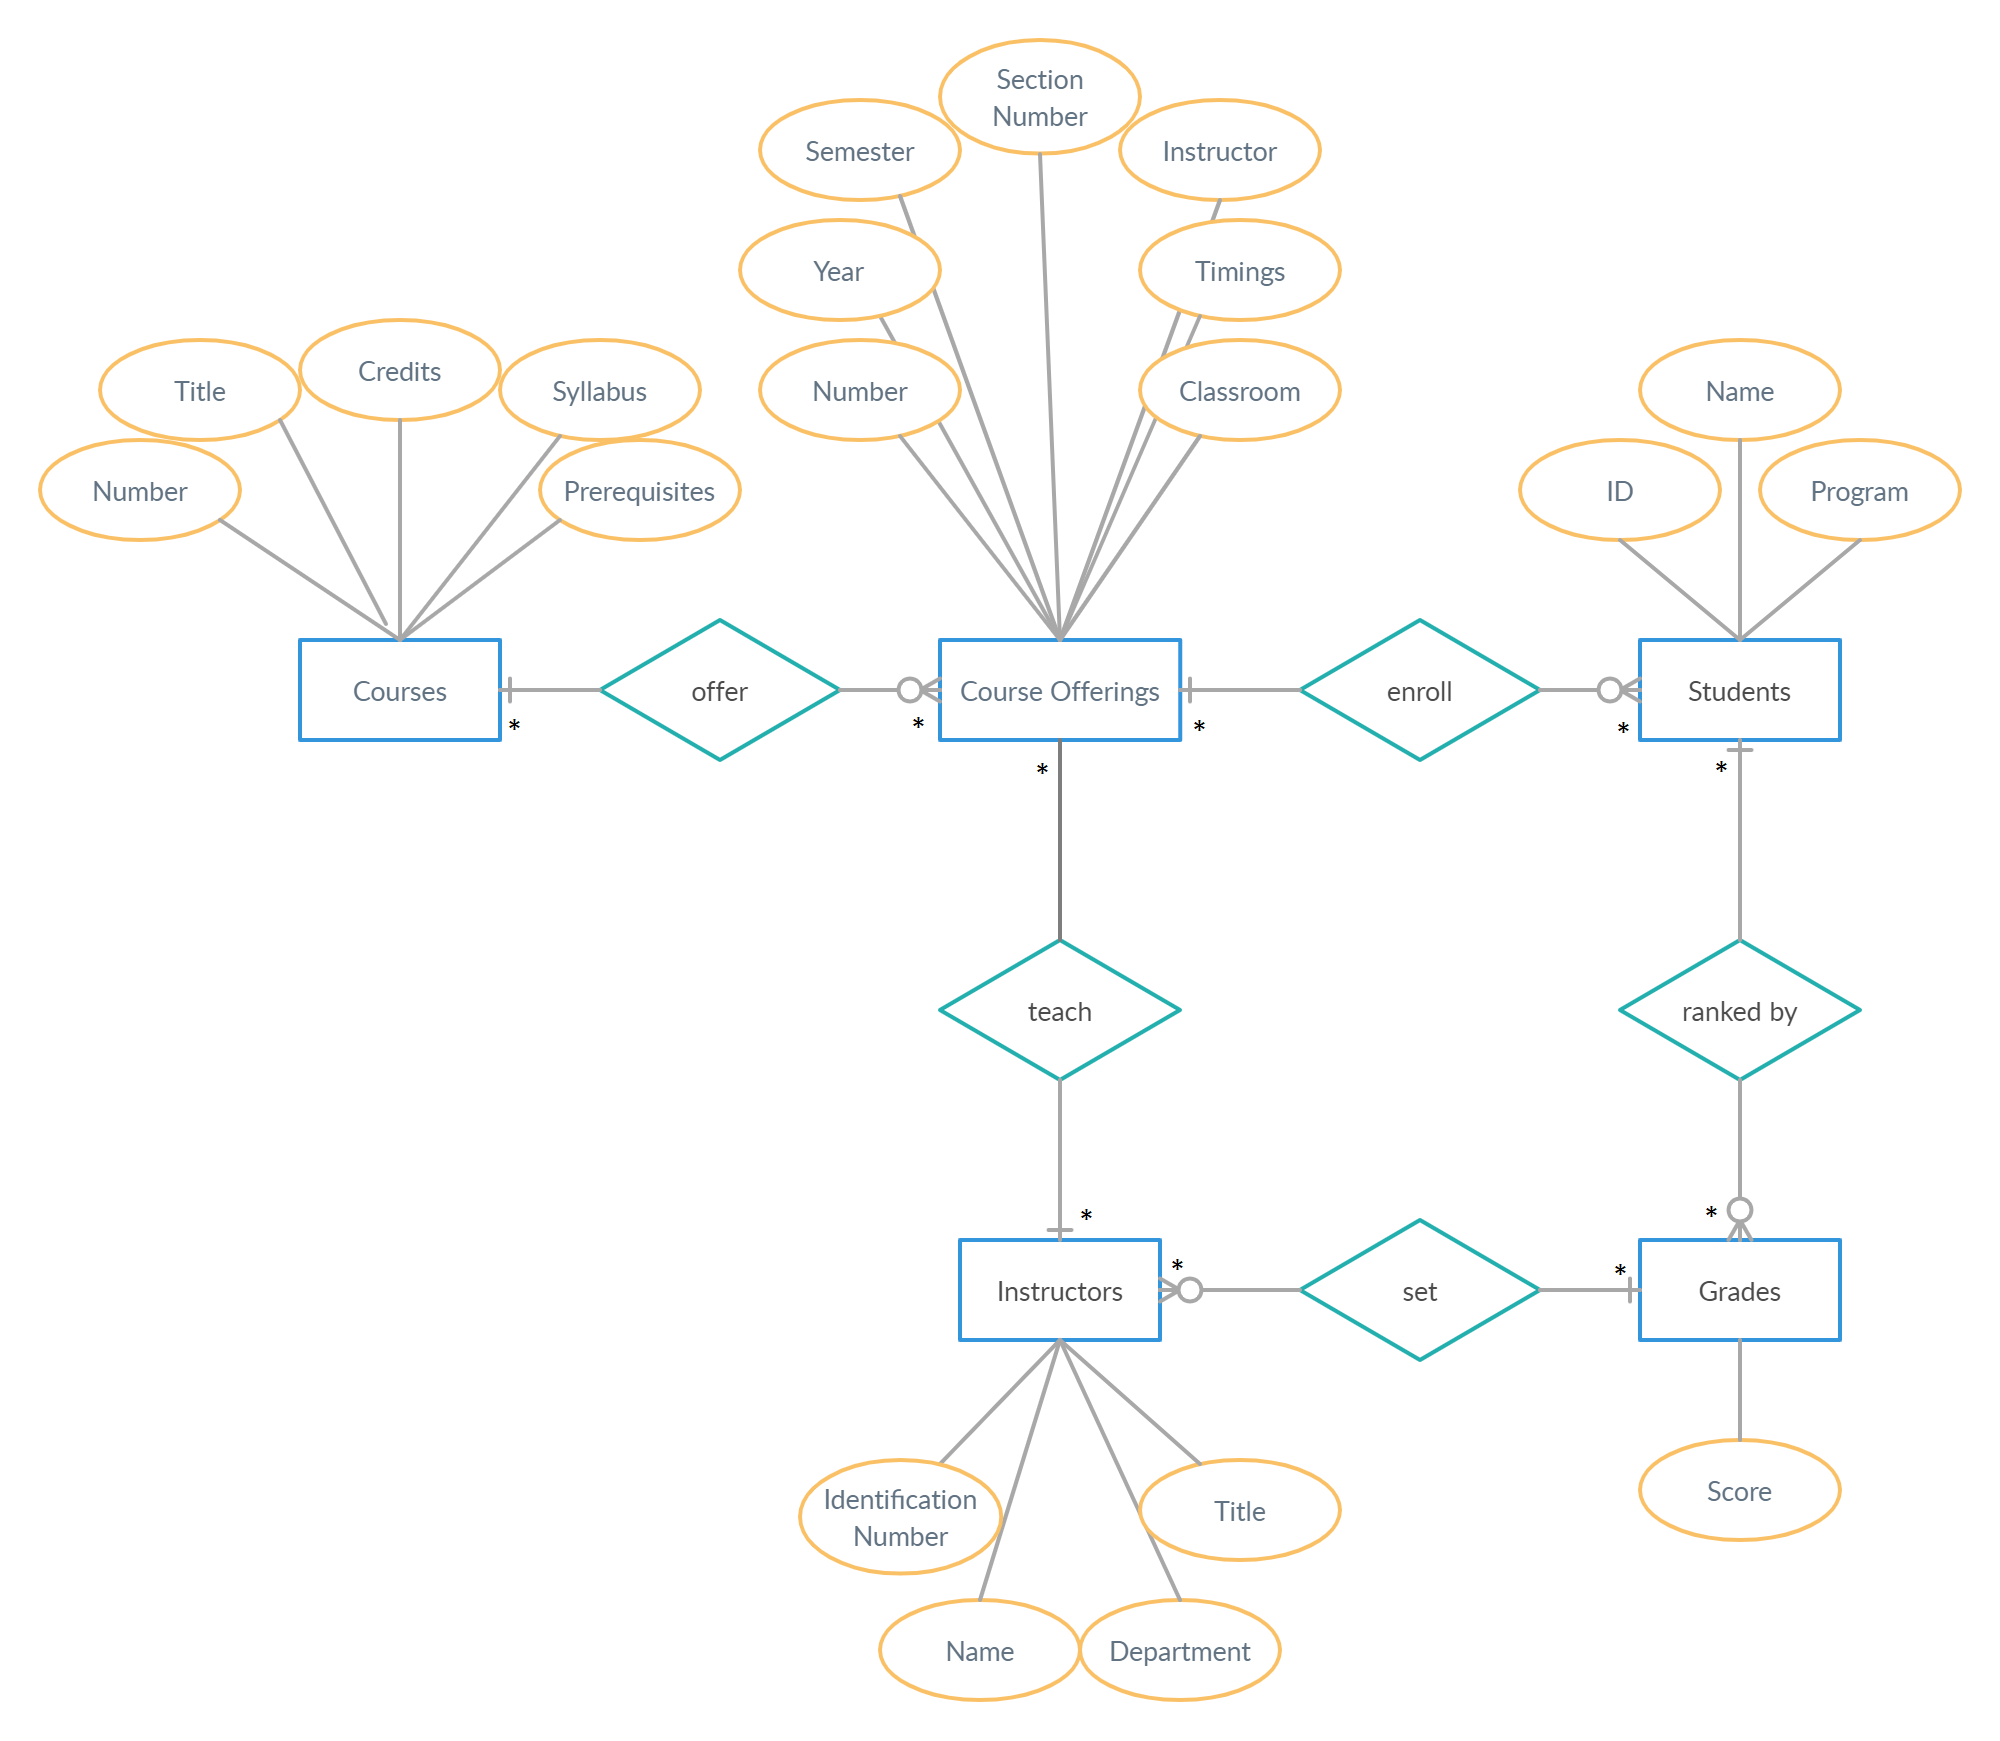 Section
Number
Semester
Instructor
Year
Timings
Title
Credits
Syllabus
Number
Classroom
Name
Number
Prerequisites
ID
Program
Courses
offer
Course Offerings
enroll
Students
*
*
*
*
*
*
teach
ranked by
*
*
*
*
Instructors
set
Grades
Identification
Number
Title
Score
Name
Department